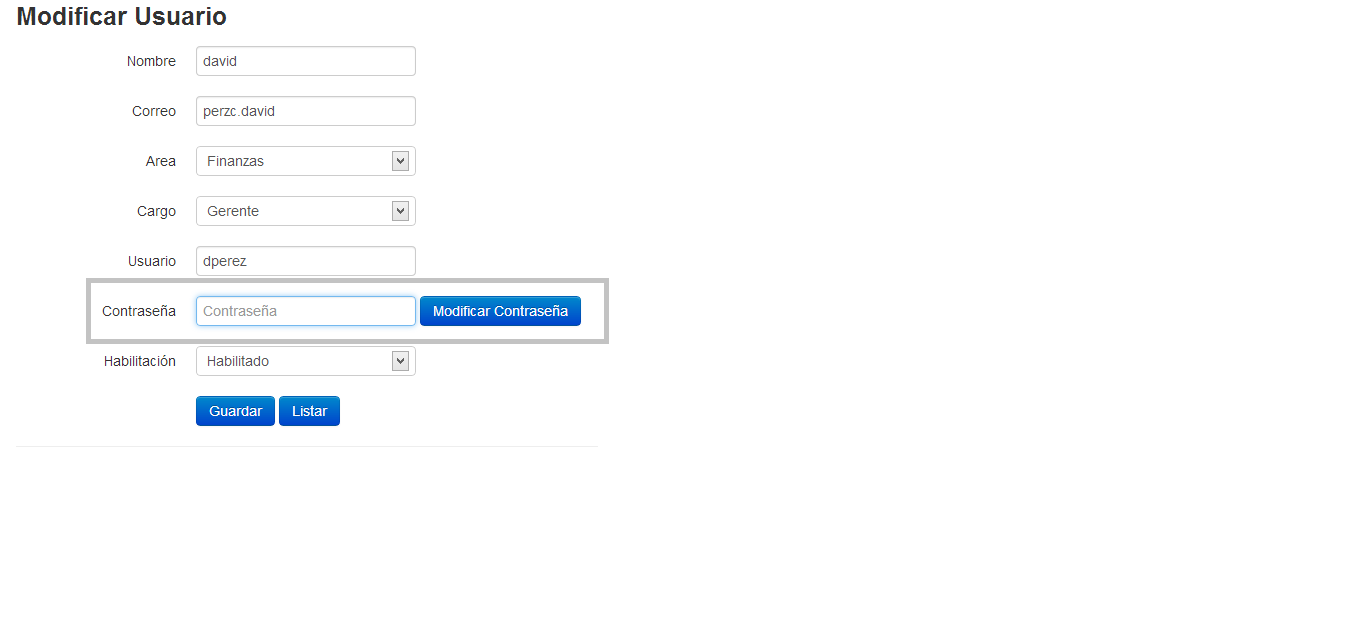 Modificar Usuario
Nombre david
Correo perzc.david
Area Finanzas
Cargo Gerente
Usuario dperez
Contraseña Contraseña Modificar Contraseña
Habilitación Habilitado
Guardar Listar